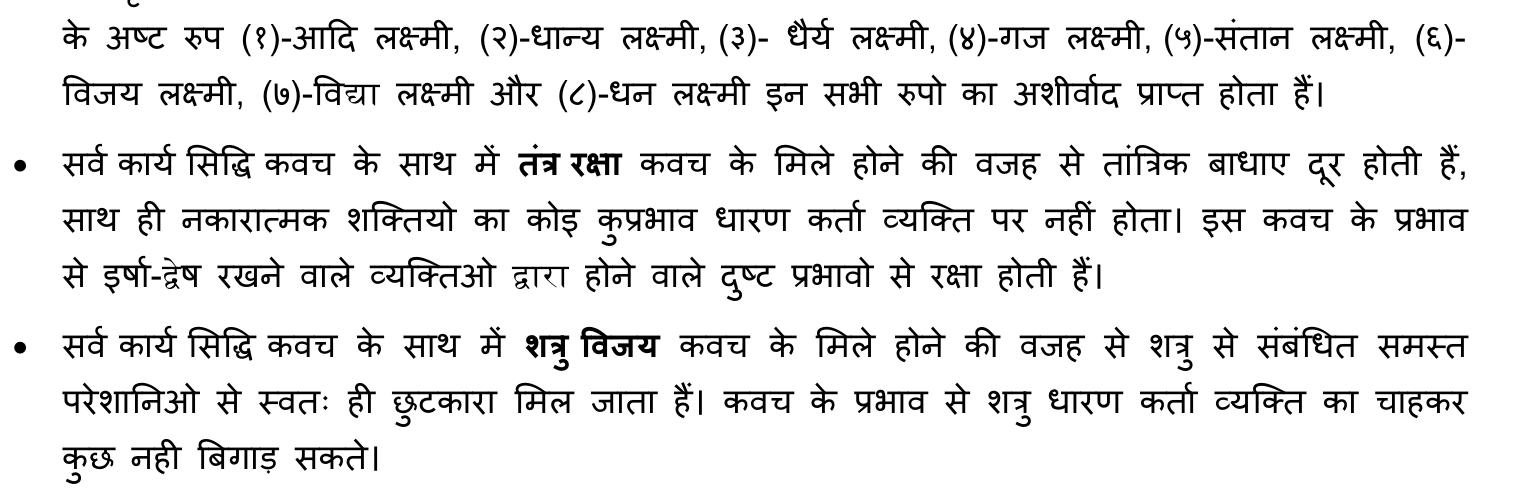 के अष्ट रुप (१)-आदि लक्ष्मी, (२)-धान्य लक्ष्मी, (३)- धैर्य लक्ष्मी, (४)-गज लक्ष्मी, (५)-संतान लक्ष्मी, (६)-
विजय लक्ष्मी, (७)-विद्या लक्ष्मी और (८)-धन लक्ष्मी इन सभी रुपो का अशीर्वाद प्राप्त होता हैं।
• सर्व कार्य सिद्धि कवच के साथ में तंत्र रक्षा कवच के मिले होने की वजह से तांत्रिक बाधाए दूर होती हैं,
साथ ही नकारात्मक शक्तियो का कोइ कुप्रभाव धारण कर्ता व्यक्ति पर नहीं होता। इस कवच के प्रभाव
से इर्षा-द्वेष रखने वाले व्यक्तिओ द्वारा होने वाले दुष्ट प्रभावो से रक्षा होती हैं।
• सर्व कार्य सिद्धि कवच के साथ में शत्रु विजय कवच के मिले होने की वजह से शत्रु से संबंधित समस्त
परेशानिओ से स्वतः ही छुटकारा मिल जाता हैं। कवच के प्रभाव से शत्रु धारण कर्ता व्यक्ति का चाहकर
कुछ नही बिगाड़ सकते।